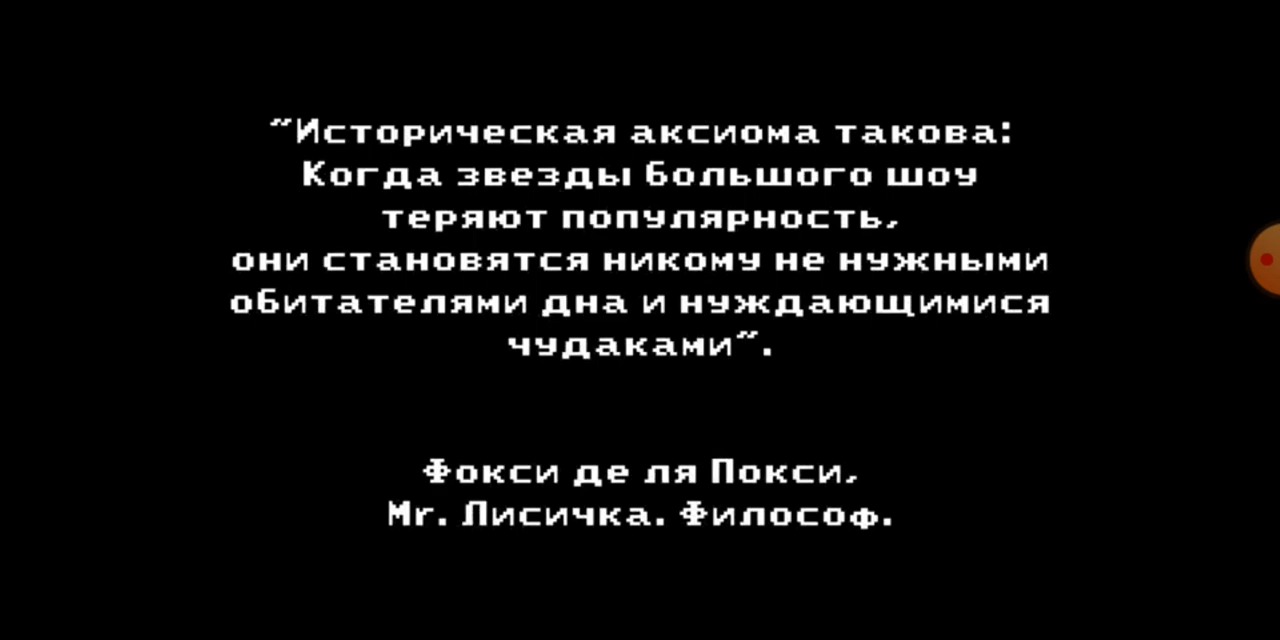 "Историческая аксиома такова:
Когда звезды большого шоу
теряют популярность,
они становятся никому не нужными
обитателями дна и нуждающимися
чудаками".
Фокси де ля Покси,
Mr. Лисичка. Философ.